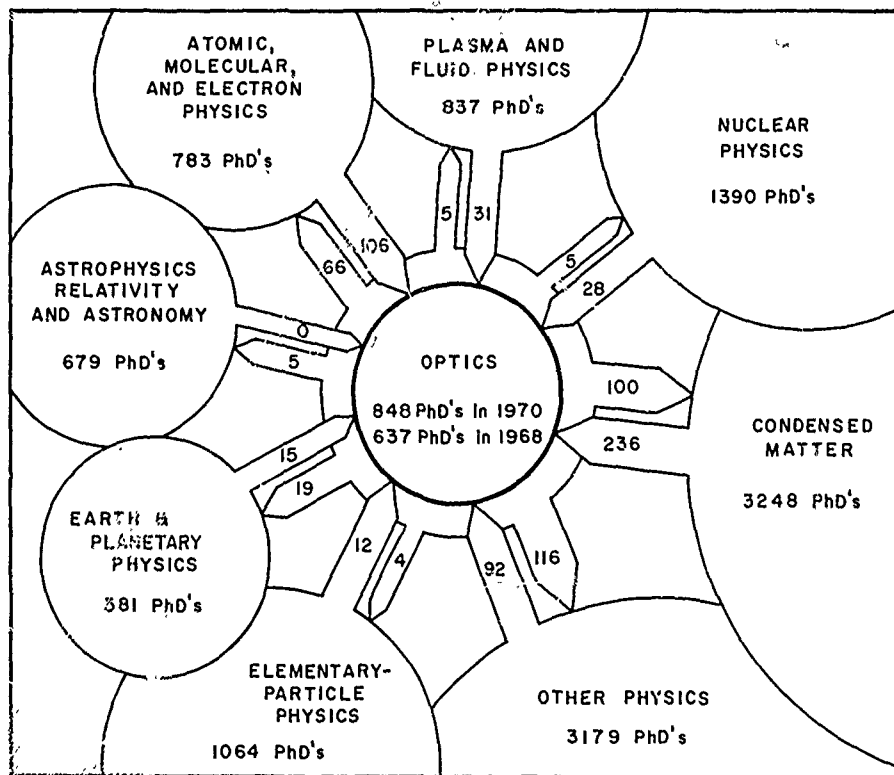 ATOMIC,
MOLECULAR,
AND ELECTRON
PHYSICS
783 PhD's
PLASMA AND
FLUID PHYSICS
837 PhD's
NUCLEAR
PHYSICS
1390 PhD's
5
31
106
66
5
28
ASTROPHYSICS
RELATIVITY
AND ASTRONOMY
679 PhD's
0
5
OPTICS
848 PhD's In 1970
637 PhD's In 1968
100
236
CONDENSED
MATTER
3248 PhD's
15
19
EARTH &
PLANETARY
PHYSICS
381 PhD's
12
4
92
116
ELEMENTARY-
PARTICLE
PHYSICS
1064 PhD's
OTHER PHYSICS
3179 PhD's